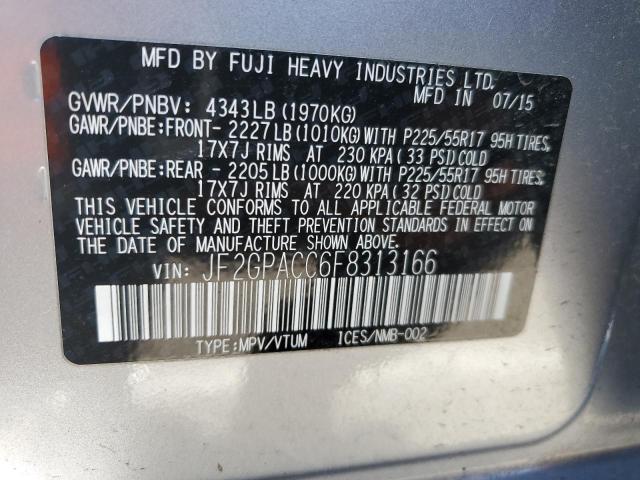 MFD BY FUJI HEAVY INDUSTRIES LTD.
MFD IN 07/15
GVWR/PNBV: 4343LB(1970KG)
GAWR/PNBE:FRONT- 2227LB(1010KG)WITH P225/55R17 95H TIRES,
17X7J RIMS AT 230 KPA(33 PSI)COLD
GAWR/PNBE:REAR - 2205LB(1000KG)WITH P225/55R17 95H TIRES,
17X7J RIMS AT 220 KPA(32 PSI)COLD
THIS VEHICLE CONFORMS TO ALL APPLICABLE FEDERAL MOTOR
VEHICLE SAFETY AND THEFT PREVENTION STANDARDS IN EFFECT
ON THE DATE OF MANUFACTURE SHOWN ABOVE.
VIN: JF2GPACC6F8313166
TYPE:MPV/VTUM ICES/NMB-002